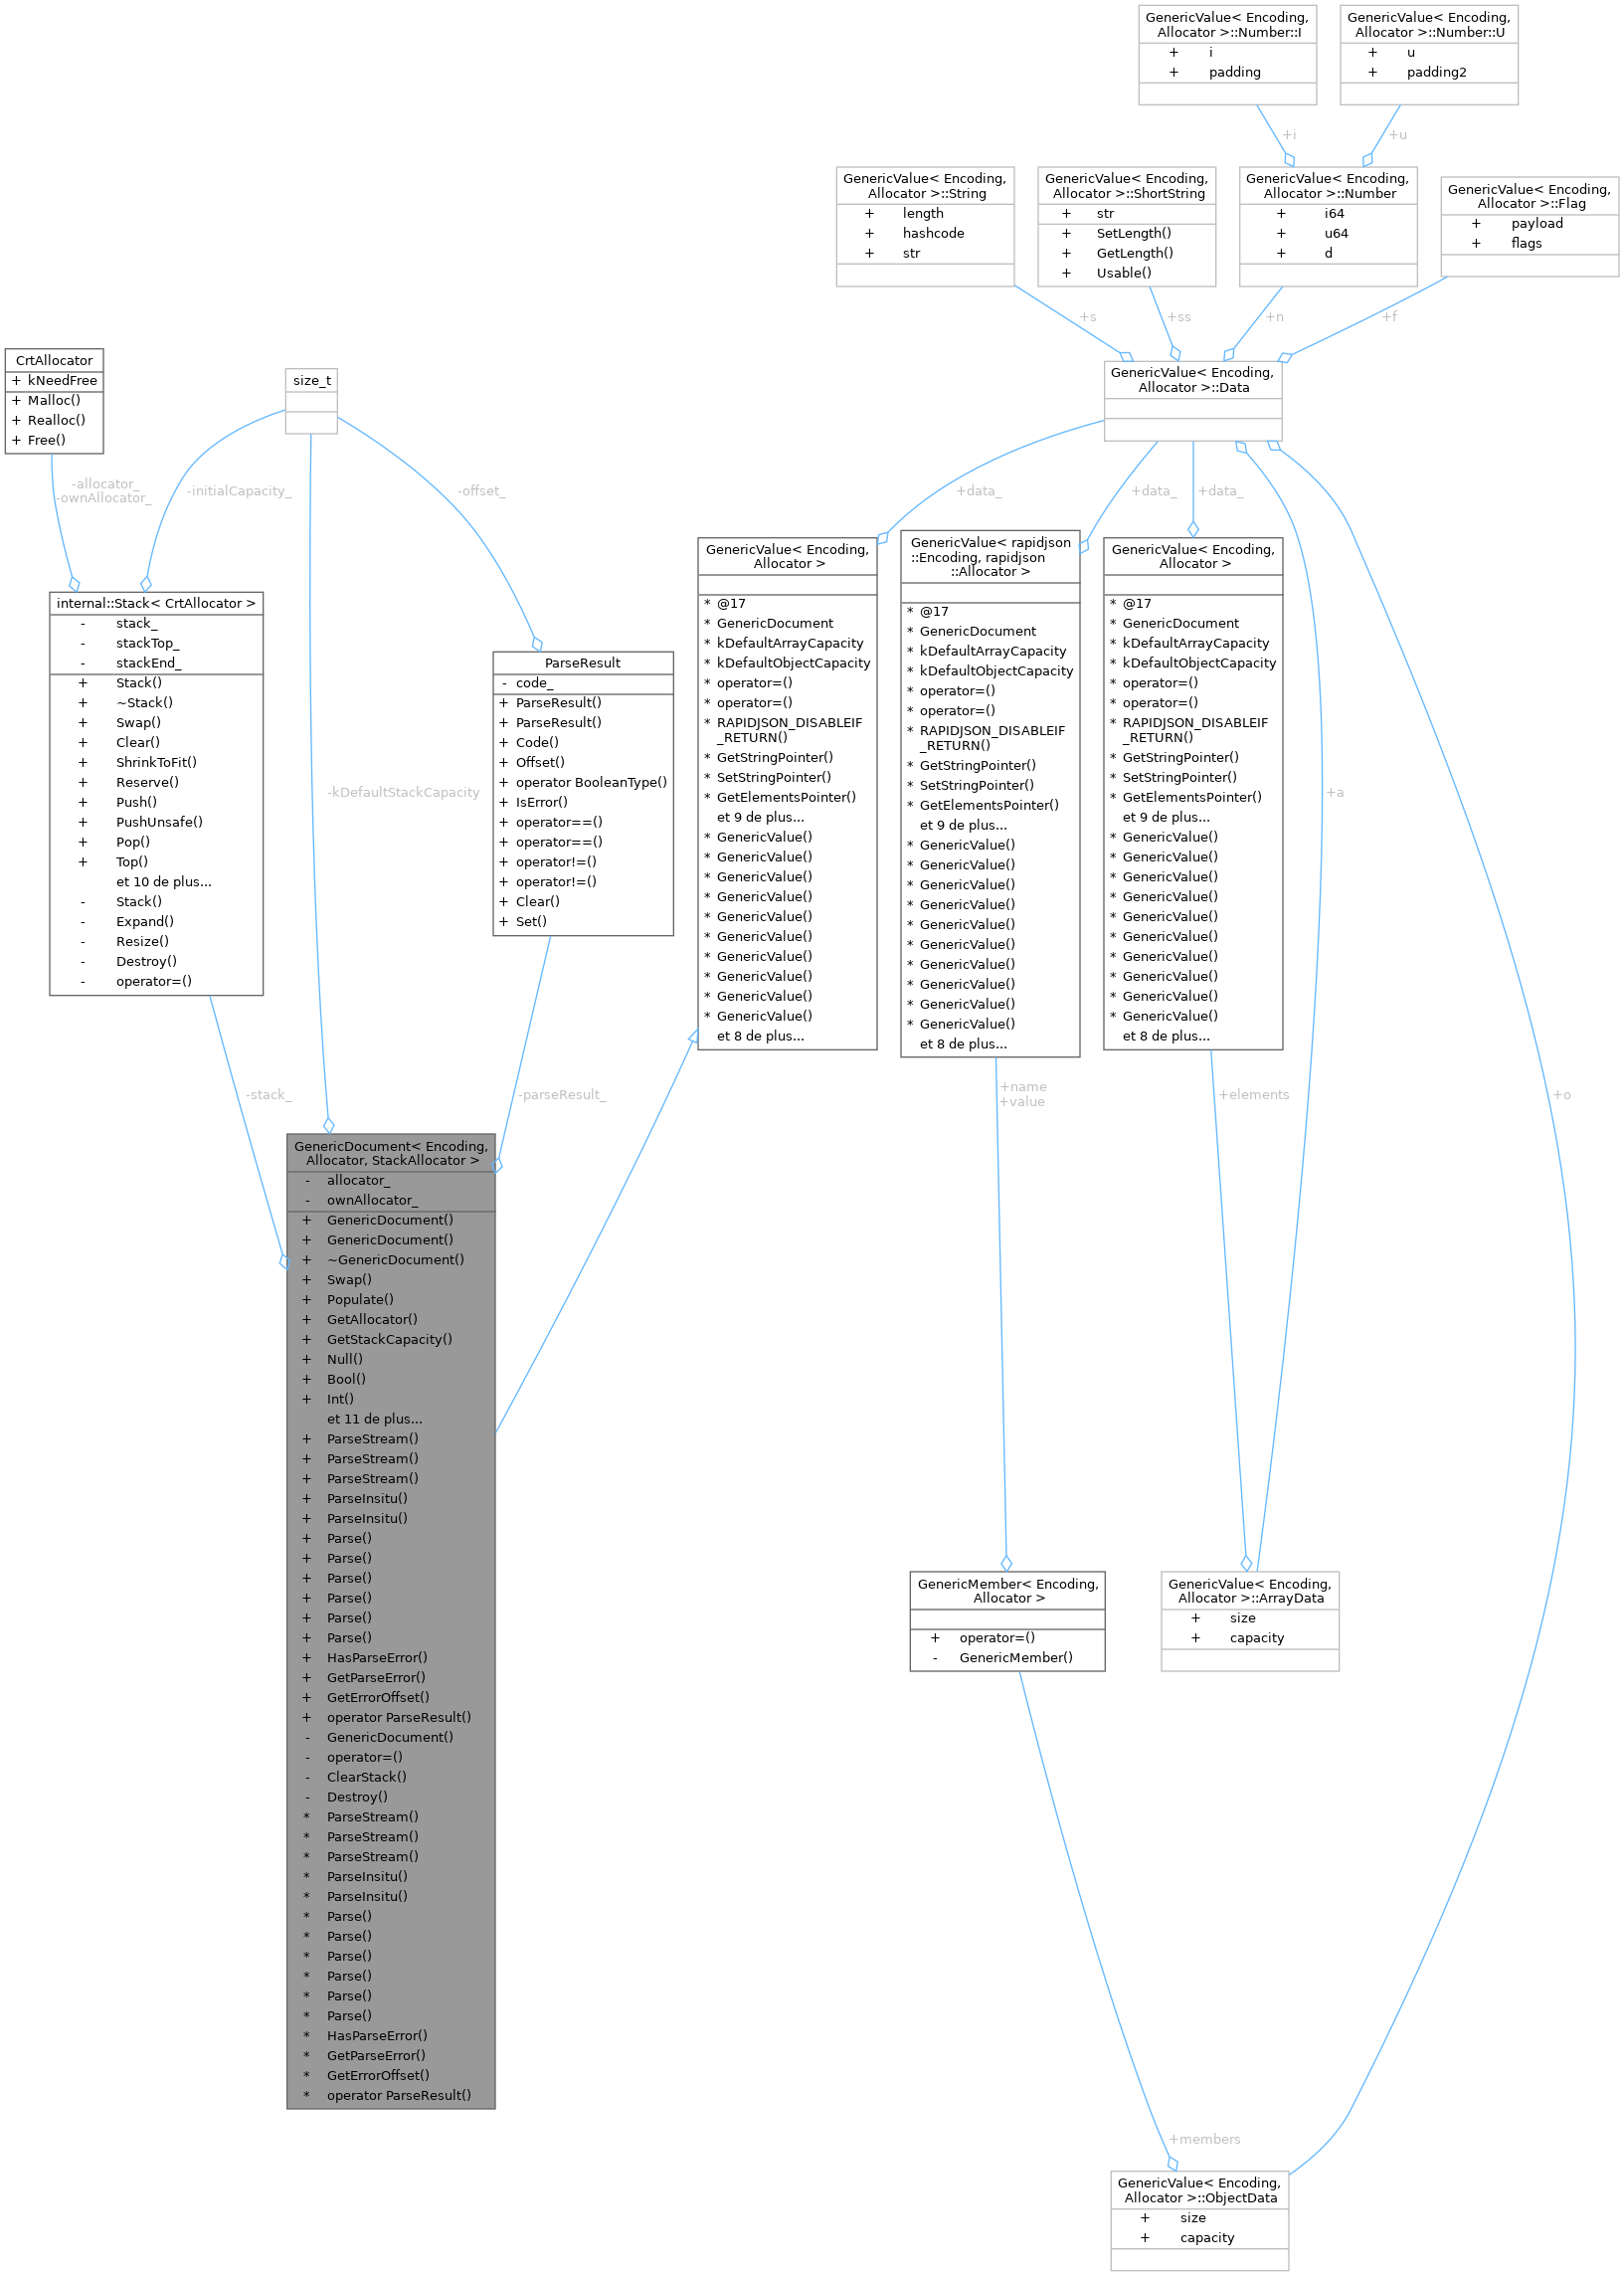 GenericValue< Encoding,
Allocator >::Number::I
+ i
+ padding
GenericValue< Encoding,
Allocator >::Number::U
+ u
+ padding2
+i
+u
GenericValue< Encoding,
Allocator >::String
+ length
+ hashcode
+ str
GenericValue< Encoding,
Allocator >::ShortString
+ str
+ SetLength()
+ GetLength()
+ Usable()
GenericValue< Encoding,
Allocator >::Number
+ i64
+ u64
+ d
GenericValue< Encoding,
Allocator >::Flag
+ payload
+ flags
+s
+ss
+n
+f
CrtAllocator
+ kNeedFree
+ Malloc()
+ Realloc()
+ Free()
size_t
GenericValue< Encoding,
Allocator >::Data
-allocator_
-ownAllocator_
-initialCapacity_
-offset_
+data_
+data_
+data_
internal::Stack< CrtAllocator >
- stack_
- stackTop_
- stackEnd_
+ Stack()
+ ~Stack()
+ Swap()
+ Clear()
+ ShrinkToFit()
+ Reserve()
+ Push()
+ PushUnsafe()
+ Pop()
+ Top()
et 10 de plus...
- Stack()
- Expand()
- Resize()
- Destroy()
- operator=()
-kDefaultStackCapacity
ParseResult
- code_
+ ParseResult()
+ ParseResult()
+ Code()
+ Offset()
+ operator BooleanType()
+ IsError()
+ operator==()
+ operator==()
+ operator!=()
+ operator!=()
+ Clear()
+ Set()
GenericValue< Encoding,
Allocator >
* @17
* GenericDocument
* kDefaultArrayCapacity
* kDefaultObjectCapacity
* operator=()
* operator=()
* RAPIDJSON_DISABLEIF
_RETURN()
* GetStringPointer()
* SetStringPointer()
* GetElementsPointer()
et 9 de plus...
* GenericValue()
* GenericValue()
* GenericValue()
* GenericValue()
* GenericValue()
* GenericValue()
* GenericValue()
* GenericValue()
* GenericValue()
* GenericValue()
et 8 de plus...
GenericValue< rapidjson
::Encoding, rapidjson
::Allocator >
* @17
* GenericDocument
* kDefaultArrayCapacity
* kDefaultObjectCapacity
* operator=()
* operator=()
* RAPIDJSON_DISABLEIF
_RETURN()
* GetStringPointer()
* SetStringPointer()
* GetElementsPointer()
et 9 de plus...
* GenericValue()
* GenericValue()
* GenericValue()
* GenericValue()
* GenericValue()
* GenericValue()
* GenericValue()
* GenericValue()
* GenericValue()
* GenericValue()
et 8 de plus...
GenericValue< Encoding,
Allocator >
* @17
* GenericDocument
* kDefaultArrayCapacity
* kDefaultObjectCapacity
* operator=()
* operator=()
* RAPIDJSON_DISABLEIF
_RETURN()
* GetStringPointer()
* SetStringPointer()
* GetElementsPointer()
et 9 de plus...
* GenericValue()
* GenericValue()
* GenericValue()
* GenericValue()
* GenericValue()
* GenericValue()
* GenericValue()
* GenericValue()
* GenericValue()
* GenericValue()
et 8 de plus...
+a
-stack_
-parseResult_
+name
+value
+elements
+o
GenericDocument< Encoding,
Allocator, StackAllocator >
- allocator_
- ownAllocator_
+ GenericDocument()
+ GenericDocument()
+ ~GenericDocument()
+ Swap()
+ Populate()
+ GetAllocator()
+ GetStackCapacity()
+ Null()
+ Bool()
+ Int()
et 11 de plus...
+ ParseStream()
+ ParseStream()
+ ParseStream()
+ ParseInsitu()
+ ParseInsitu()
+ Parse()
+ Parse()
+ Parse()
+ Parse()
+ Parse()
+ Parse()
+ HasParseError()
+ GetParseError()
+ GetErrorOffset()
+ operator ParseResult()
- GenericDocument()
- operator=()
- ClearStack()
- Destroy()
* ParseStream()
* ParseStream()
* ParseStream()
* ParseInsitu()
* ParseInsitu()
* Parse()
* Parse()
* Parse()
* Parse()
* Parse()
* Parse()
* HasParseError()
* GetParseError()
* GetErrorOffset()
* operator ParseResult()
GenericMember< Encoding,
Allocator >
+ operator=()
- GenericMember()
GenericValue< Encoding,
Allocator >::ArrayData
+ size
+ capacity
+members
GenericValue< Encoding,
Allocator >::ObjectData
+ size
+ capacity